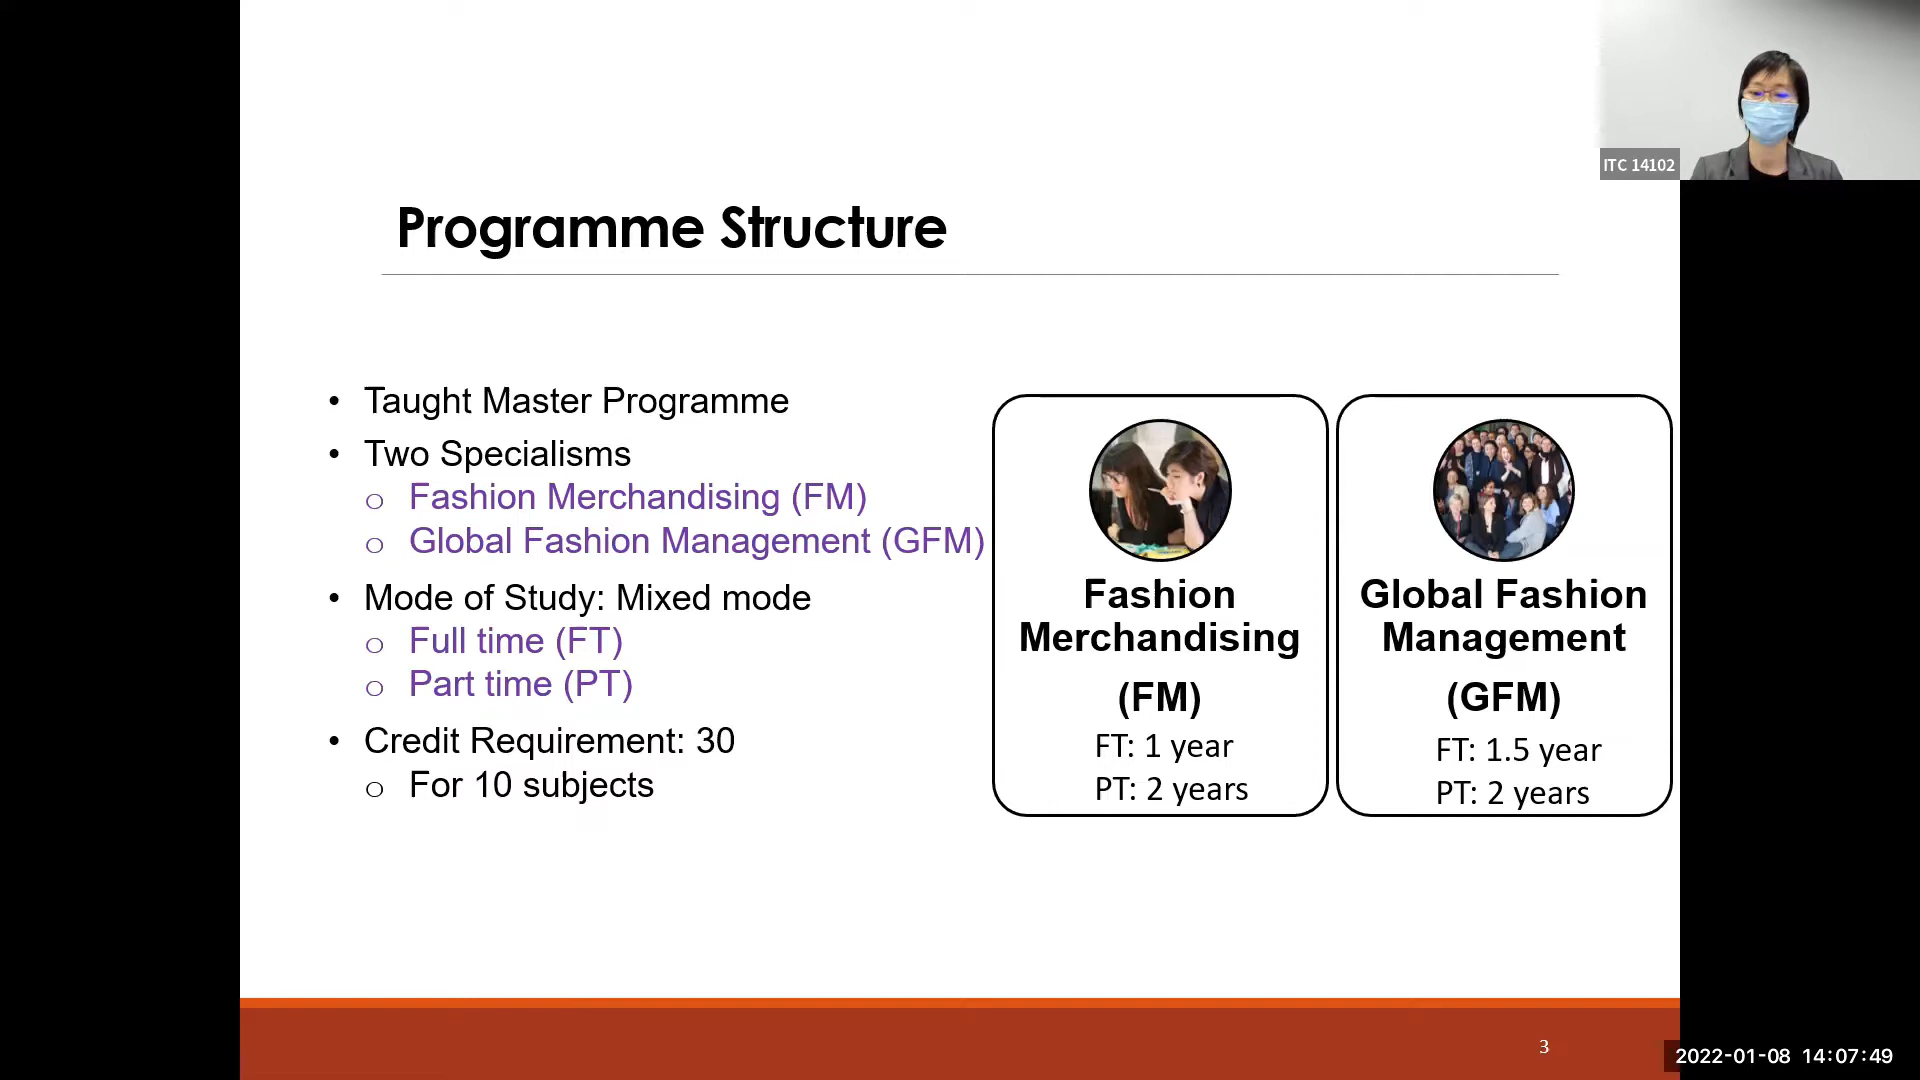 ITC 14102
Programme Structure
• Taught Master Programme
• Two Specialisms
o Fashion Merchandising (FM)
o Global Fashion Management (GFM)
• Mode of Study: Mixed mode
o Full time (FT)
o Part time (PT)
• Credit Requirement: 30
o For 10 subjects
Fashion
Merchandising
(FM)
FT: 1 year
PT: 2 years
Global Fashion
Management
(GFM)
FT: 1.5 year
PT: 2 years
3
2022-01-08 14:07:49